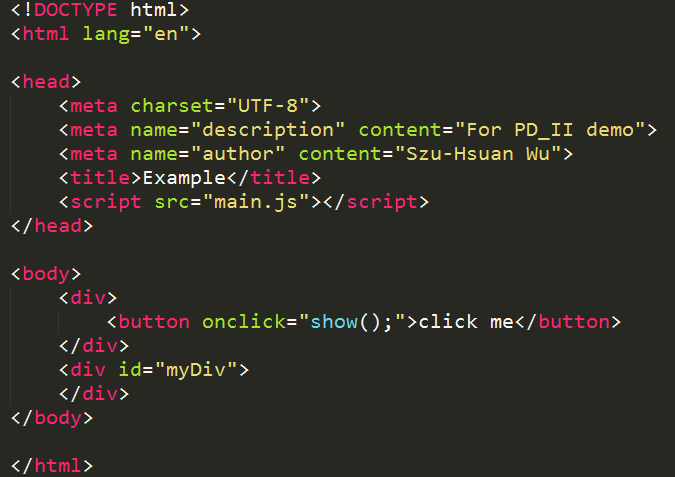 <!DOCTYPE html>
<html lang="en">
<head>
<meta charset="UTF-8">
<meta name="description" content="For PD_II demo">
<meta name="author" content="Szu-Hsuan Wu">
<title>Example</title>
<script src="main.js"></script>
</head>
<body>
<div>
<button onclick="show();">click me</button>
</div>
<div id="myDiv">
</div>
</body>
</html>